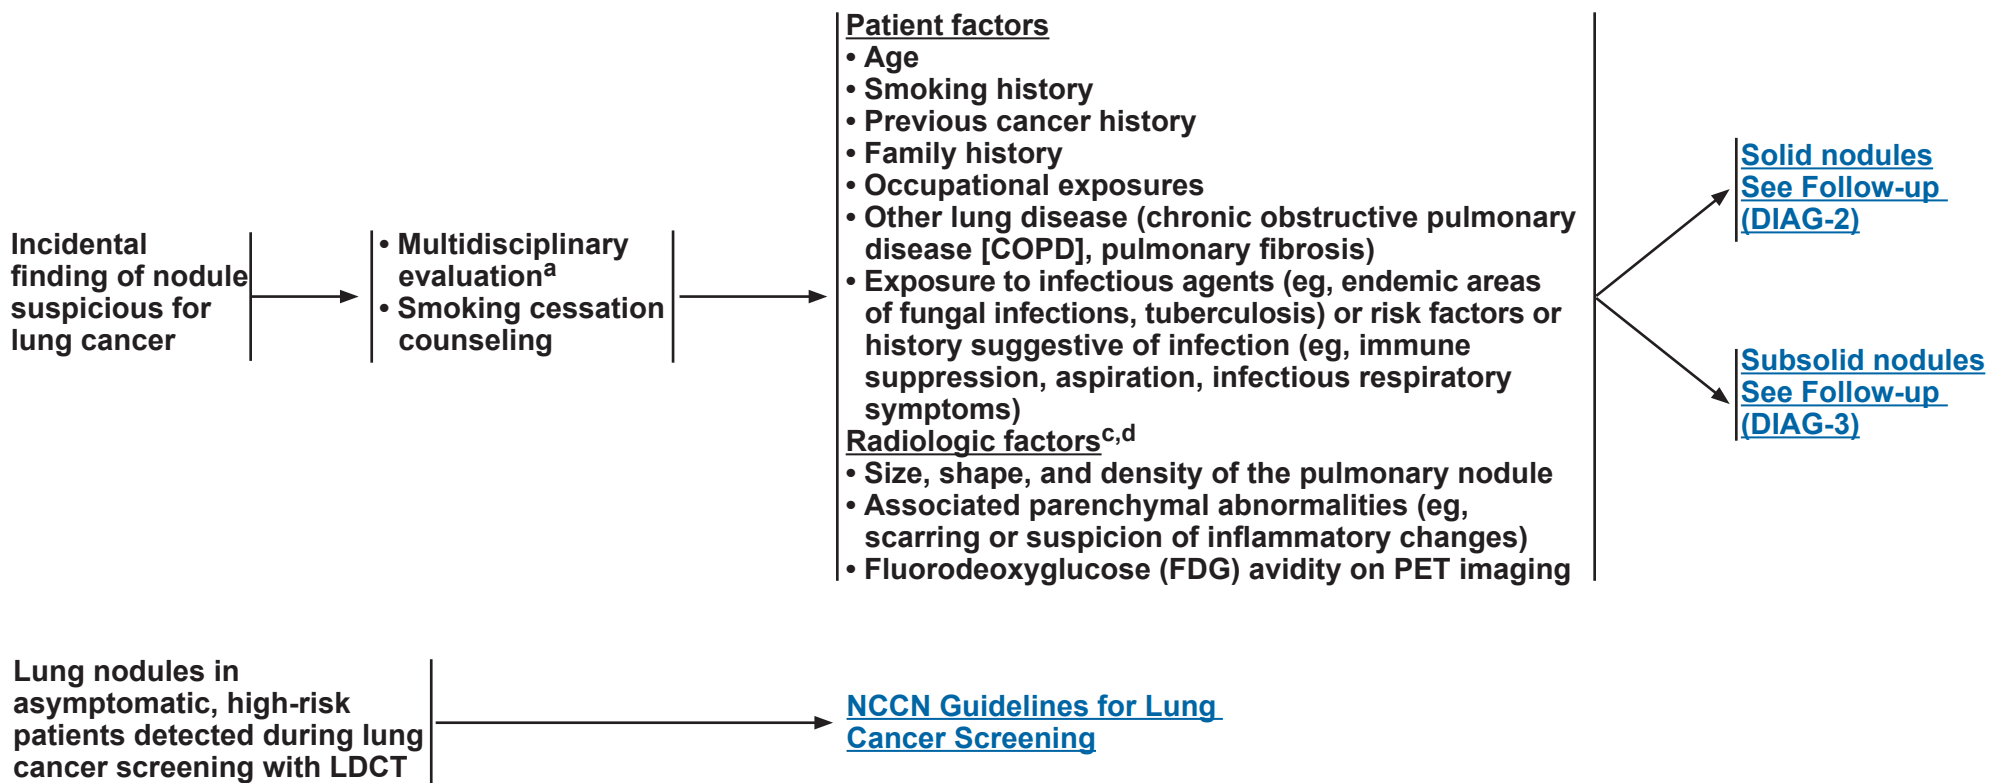 Incidental
finding of nodule
suspicious for
lung cancer
• Multidisciplinary
evaluationa
• Smoking cessation
counseling
Patient factors
• Age
• Smoking history
• Previous cancer history
• Family history
• Occupational exposures
• Other lung disease (chronic obstructive pulmonary
disease [COPD], pulmonary fibrosis)
• Exposure to infectious agents (eg, endemic areas
of fungal infections, tuberculosis) or risk factors or
history suggestive of infection (eg, immune
suppression, aspiration, infectious respiratory
symptoms)
Radiologic factorsc,d
• Size, shape, and density of the pulmonary nodule
• Associated parenchymal abnormalities (eg,
scarring or suspicion of inflammatory changes)
• Fluorodeoxyglucose (FDG) avidity on PET imaging
Solid nodules
See Follow-up
(DIAG-2)
Subsolid nodules
See Follow-up
(DIAG-3)
Lung nodules in
asymptomatic, high-risk
patients detected during lung
cancer screening with LDCT
NCCN Guidelines for Lung
Cancer Screening